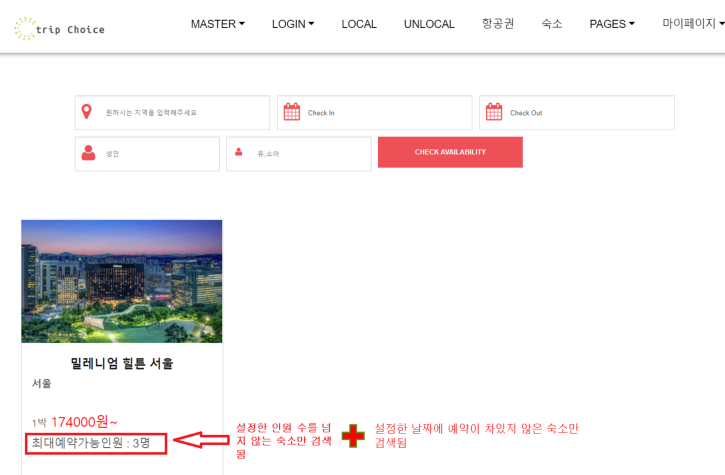 trip Choice
MASTER
LOGIN
LOCAL
UNLOCAL
항공권
숙소
PAGES
마이페이지
원하시는 지역을 입력해주세요
Check In
Check Out
성인
유,소아
CHECK AVAILABILITY
밀레니엄 힐튼 서울
서울
1박 174000원~
최대예약가능인원 : 3명
설정한 인원 수를 넘
지 않는 숙소만 검색
됨
설정한 날짜에 예약이 차있지 않은 숙소만
검색됨